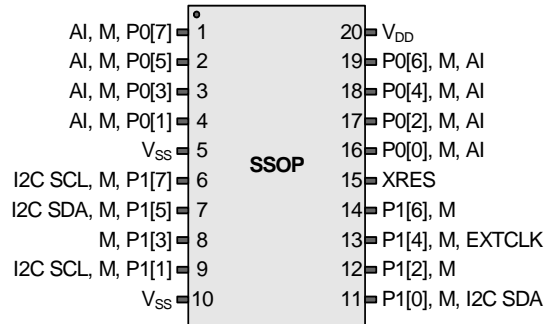 AI, M, P0[7] 1 20 VDD
AI, M, P0[5] 2 19 P0[6], M, AI
AI, M, P0[3] 3 18 P0[4], M, AI
AI, M, P0[1] 4 17 P0[2], M, AI
VSS 5 16 P0[0], M, AI
SSOP
I2C SCL, M, P1[7] 6 15 XRES
I2C SDA, M, P1[5] 7 14 P1[6], M
M, P1[3] 8 13 P1[4], M, EXTCLK
I2C SCL, M, P1[1] 9 12 P1[2], M
VSS 10 11 P1[0], M, I2C SDA